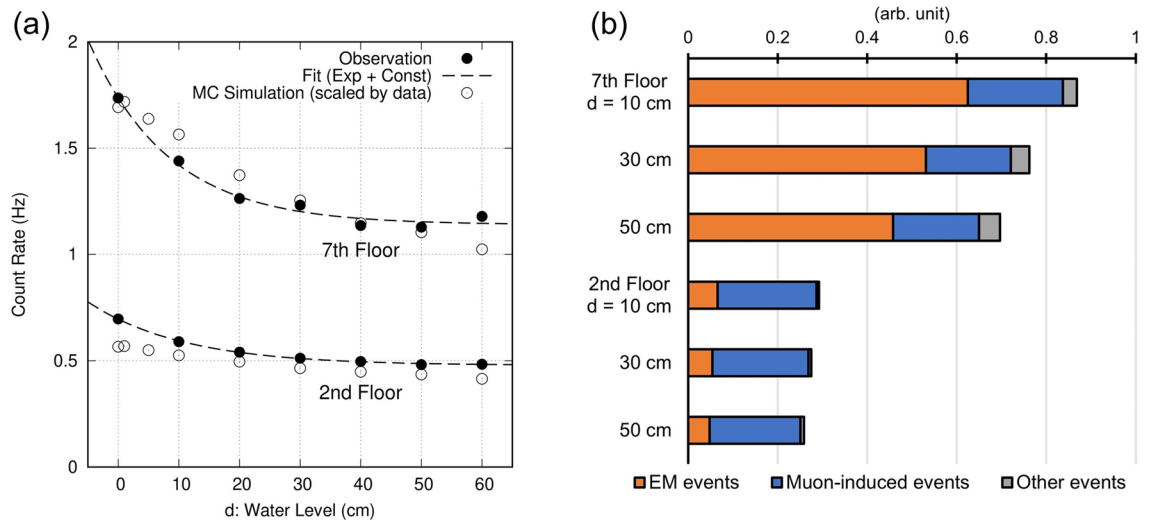 (a)
2
1.5
1
0.5
0
Count Rate (Hz)
Observation
Fit (Exp + Const)
MC Simulation (scaled by data)
7th Floor
2nd Floor
0 10 20 30 40 50 60
d: Water Level (cm)
(b)
(arb. unit)
0 0.2 0.4 0.6 0.8 1
7th Floor
d = 10 cm
30 cm
50 cm
2nd Floor
d = 10 cm
30 cm
50 cm
EM events Muon-induced events Other events